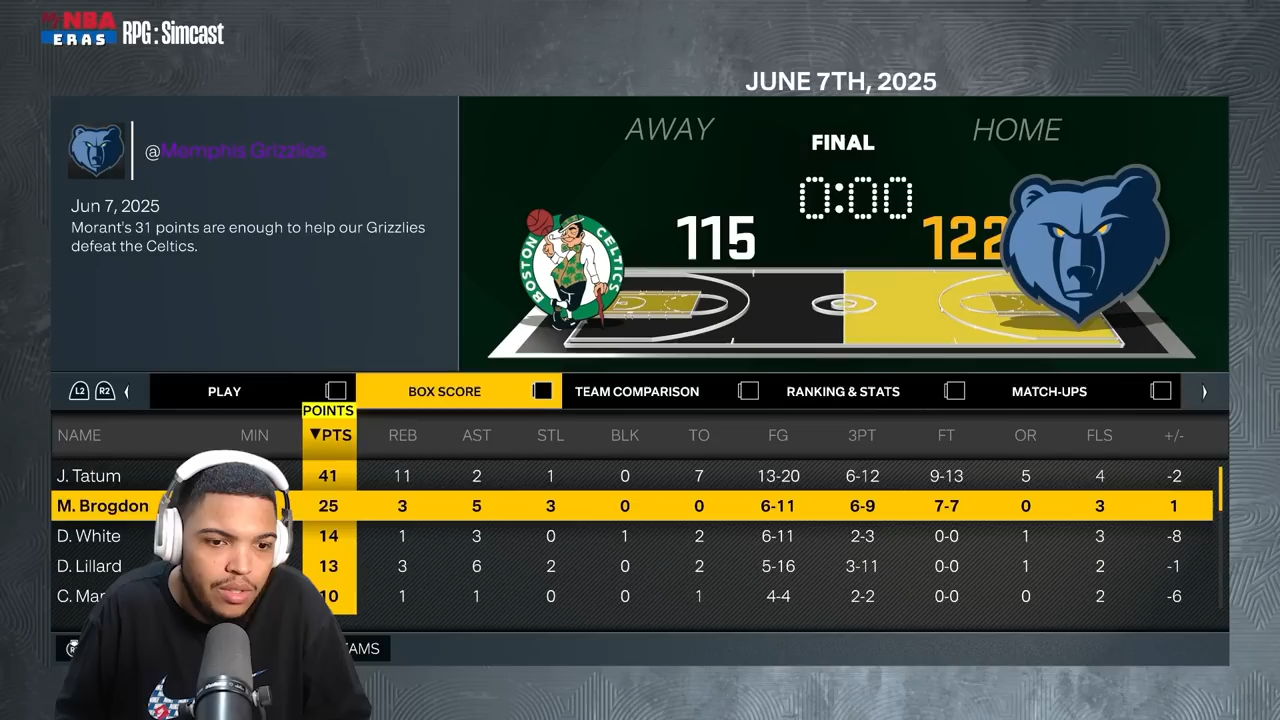 MyNBA
ERAS
RPG : Simcast
JUNE 7TH, 2025
@Memphis Grizzlies
Jun 7, 2025
Morant's 31 points are enough to help our Grizzlies
defeat the Celtics.
AWAY
HOME
FINAL
0:00
115
122
BOSTON
CELTICS
L2 R2
PLAY
BOX SCORE
TEAM COMPARISON
RANKING & STATS
MATCH-UPS
POINTS
NAME MIN ▼PTS REB AST STL BLK TO FG 3PT FT OR FLS +/-
J. Tatum 41 11 2 1 0 7 13-20 6-12 9-13 5 4 -2
M. Brogdon 25 3 5 3 0 0 6-11 6-9 7-7 0 3 1
D. White 14 1 3 0 1 2 6-11 2-3 0-0 1 3 -8
D. Lillard 13 3 6 2 0 2 5-16 3-11 0-0 1 2 -1
C. 10 1 1 0 0 1 4-4 2-2 0-0 0 2 -6